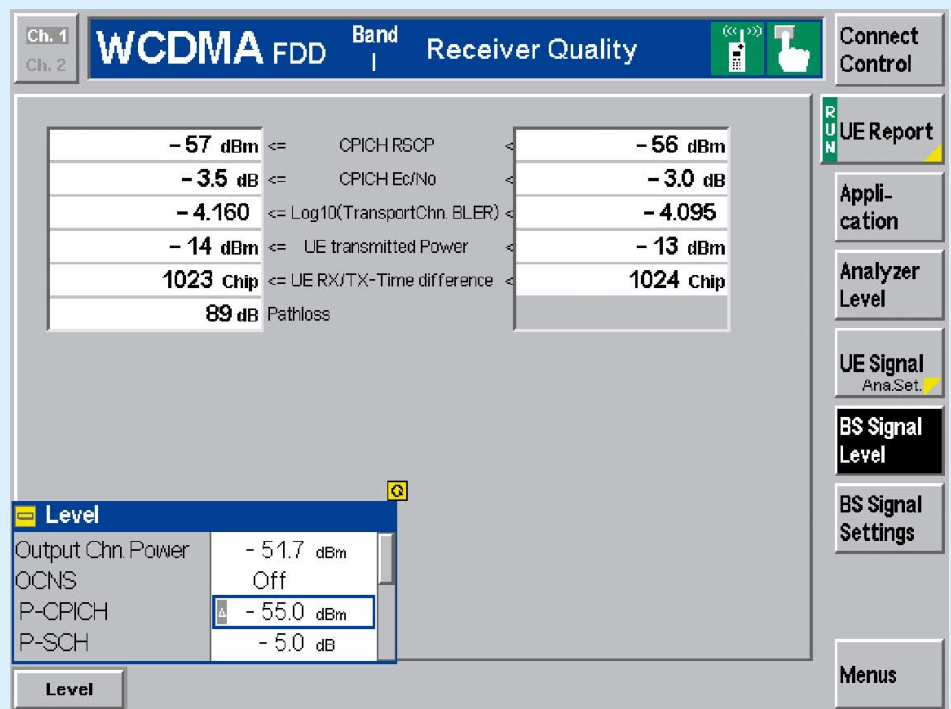 Ch. 1
Ch. 2
WCDMA FDD Band I Receiver Quality
Connect Control
RUN
UE Report
- 57 dBm <= CPICH RSCP < - 56 dBm
- 3.5 dB <= CPICH Ec/No < - 3.0 dB
- 4.160 <= Log10(TransportChn. BLER) < - 4.095
- 14 dBm <= UE transmitted Power < - 13 dBm
1023 Chip <= UE RX/TX-Time difference < 1024 Chip
89 dB Pathloss
Appli-
cation
Analyzer
Level
UE Signal
Ana.Set.
BS Signal
Level
BS Signal
Settings
Level
Output Chn. Power - 51.7 dBm
OCNS Off
P-CPICH - 55.0 dBm
P-SCH - 5.0 dB
Level
Menus